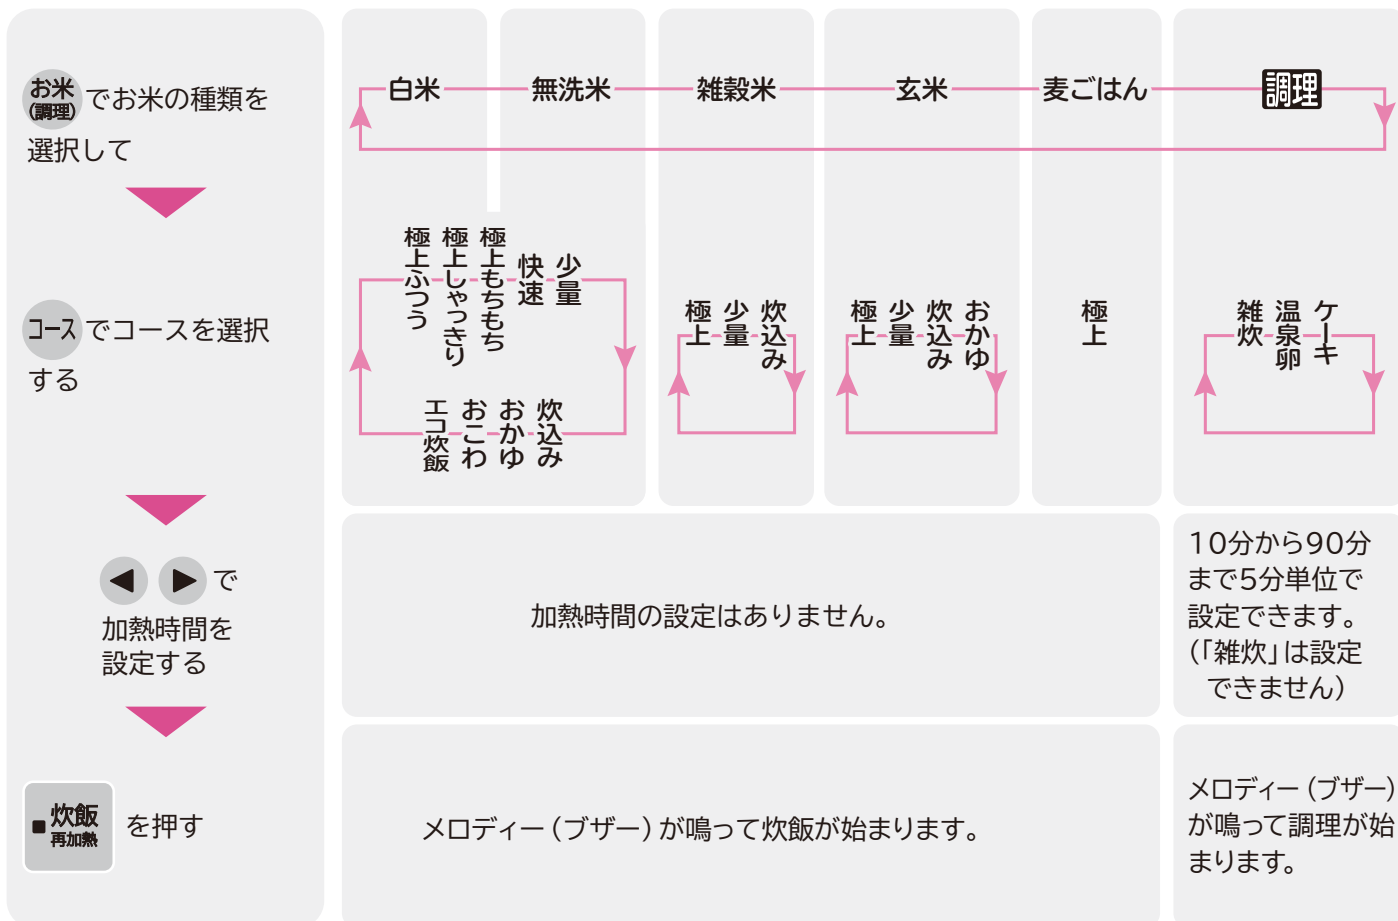 お米
(調理)
でお米の種類を
選択して
白米
無洗米
雑穀米
玄米
麦ごはん
調理
コース
でコースを選択
する
極上ふつう
極上しゃっきり
極上もちもち
快速
少量
エコ炊飯
おこわ
おかゆ
炊込み
極上
少量
炊込み
極上
少量
炊込み
おかゆ
極上
雑炊
温泉卵
ケーキ
◀ ▶ で
加熱時間を
設定する
加熱時間の設定はありません。
10分から90分
まで5分単位で
設定できます。
(「雑炊」は設定
できません)
■炊飯
再加熱
を押す
メロディー(ブザー)が鳴って炊飯が始まります。
メロディー(ブザー)
が鳴って調理が始
まります。